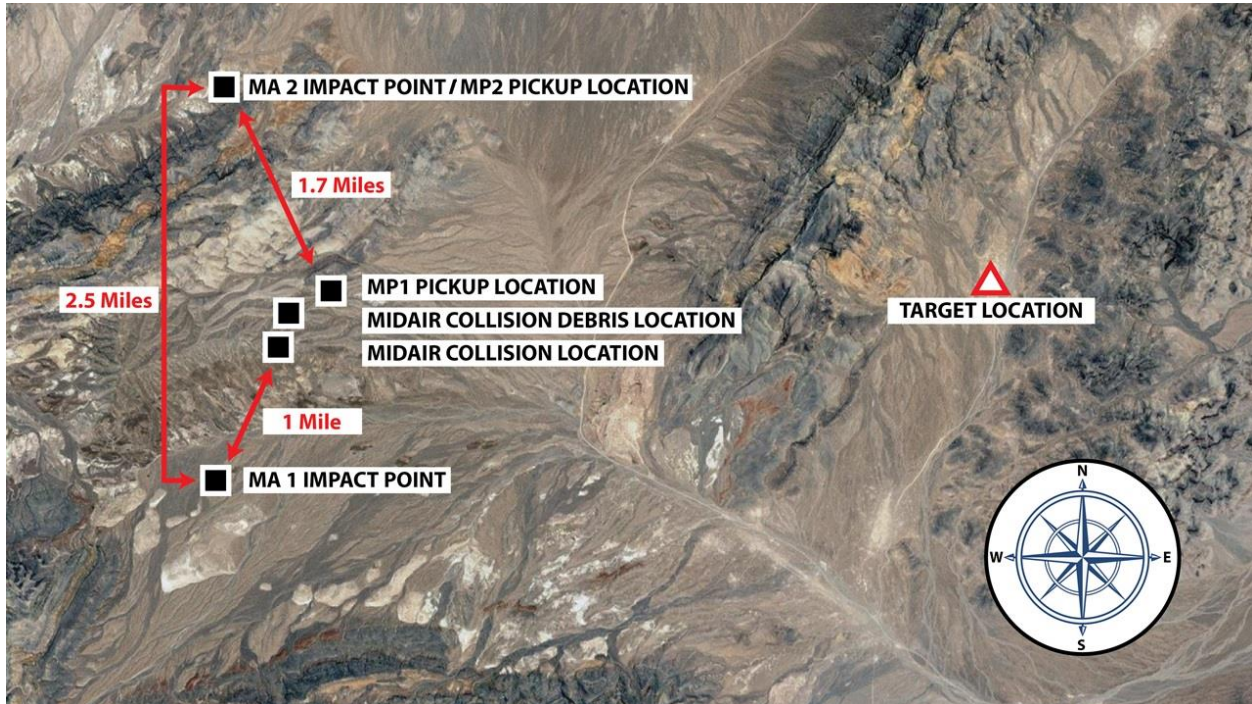 MA 2 IMPACT POINT / MP2 PICKUP LOCATION
1.7 Miles
2.5 Miles
MP1 PICKUP LOCATION
MIDAIR COLLISION DEBRIS LOCATION
TARGET LOCATION
MIDAIR COLLISION LOCATION
1 Mile
MA 1 IMPACT POINT
N
W
E
S